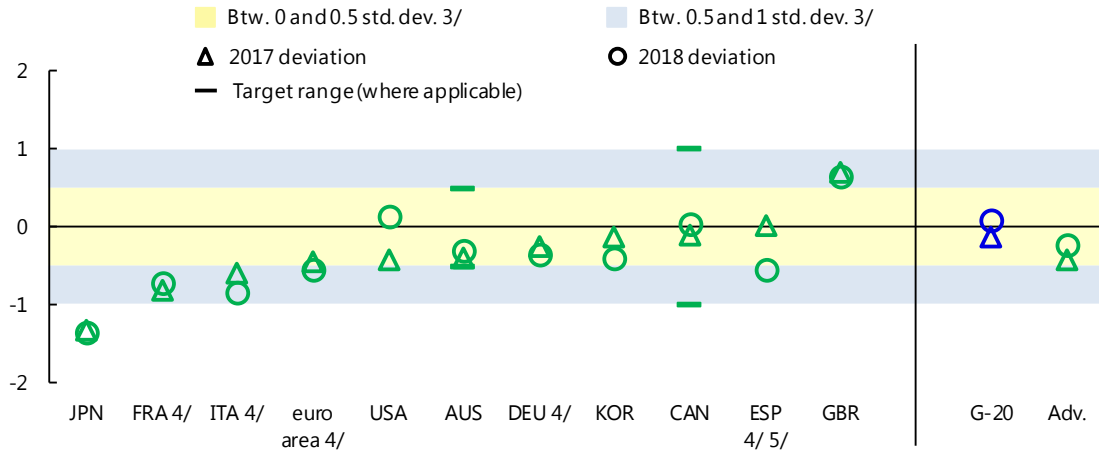 Btw. 0 and 0.5 std. dev. 3/
Btw. 0.5 and 1 std. dev. 3/
2017 deviation
2018 deviation
Target range (where applicable)
2
1
0
-1
-2
JPN FRA 4/ ITA 4/ euro area 4/ USA AUS DEU 4/ KOR CAN ESP 4/ 5/ GBR G-20 Adv.